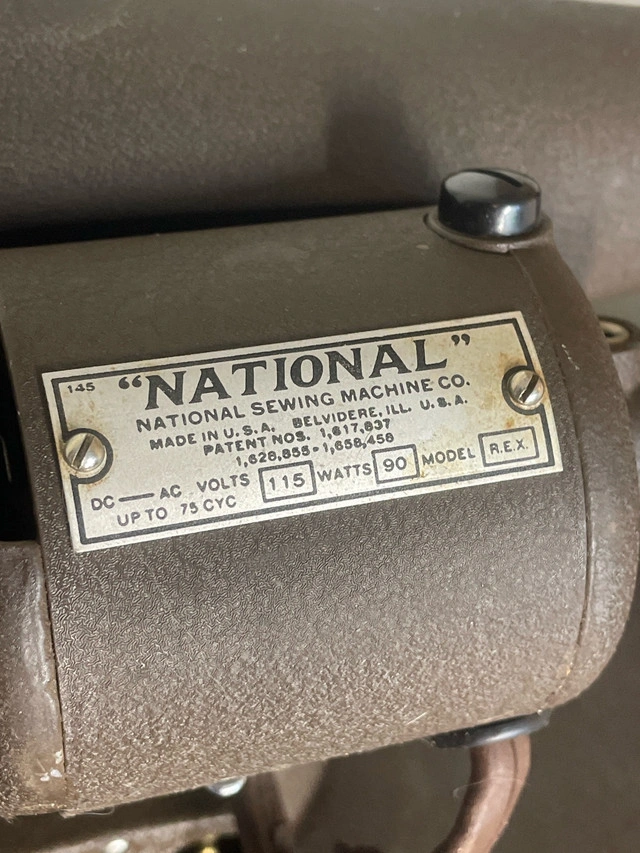 145 “NATIONAL”
NATIONAL SEWING MACHINE CO.
MADE IN U.S.A. BELVIDERE, ILL. U.S.A.
PATENT NOS. 1,617,837
1,628,855 - 1,658,458
DC — AC VOLTS 115 WATTS 90 MODEL R.E.X.
UP TO 75 CYC